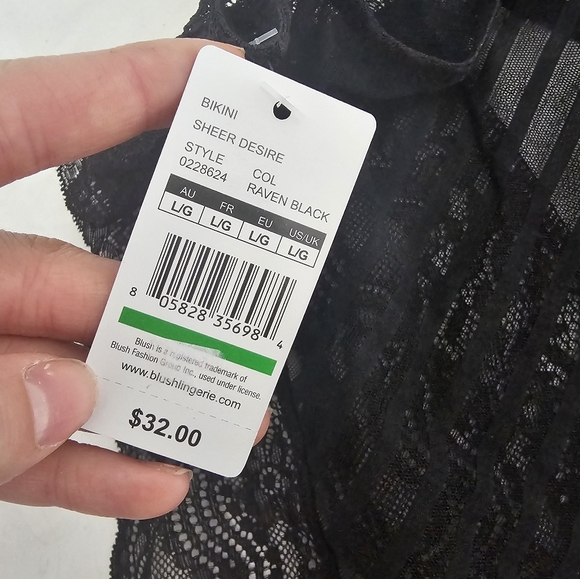 BIKINI
SHEER DESIRE
STYLE COL
0228624 RAVEN BLACK
AU FR EU US/UK
L/G L/G L/G L/G
8 05828 35698 4
Blush is a registered trademark of
Blush Fashion Group Inc., used under license.
www.blushlingerie.com
$32.00